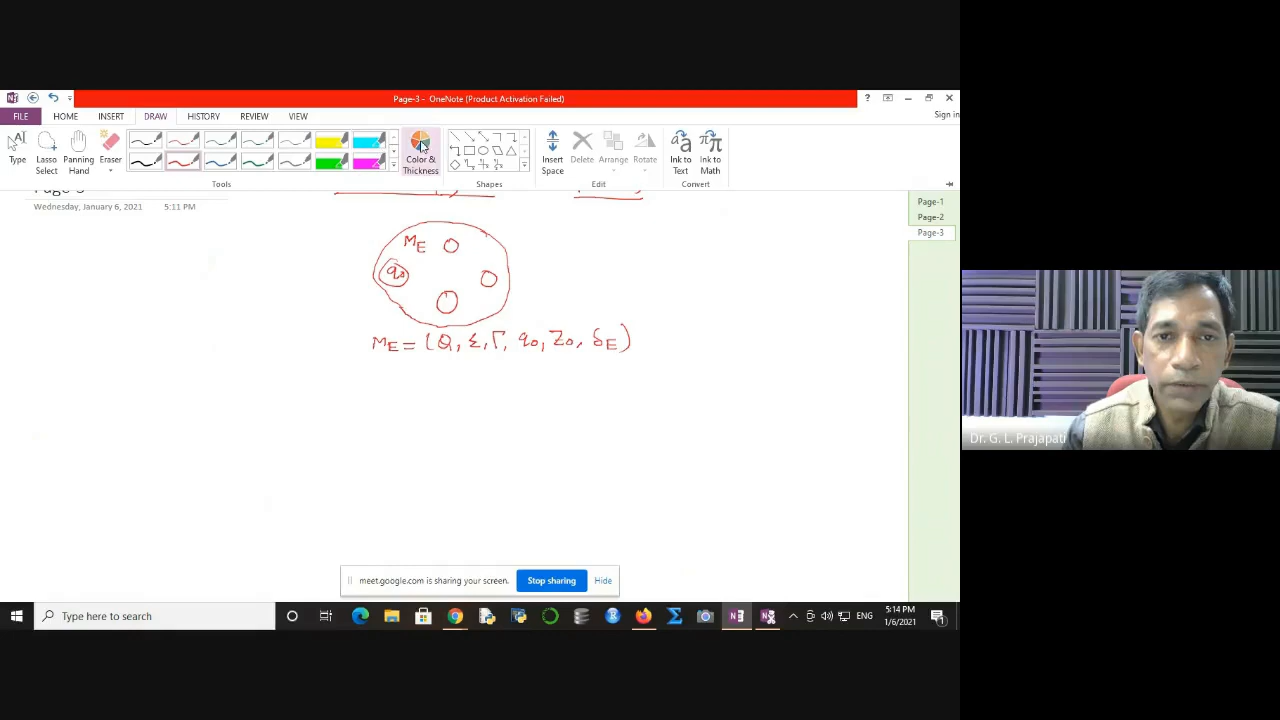 Page-3 - OneNote (Product Activation Failed)
FILE HOME INSERT DRAW HISTORY REVIEW VIEW
Sign in
Type Lasso Select Panning Hand Eraser Color & Thickness Insert Space Delete Arrange Rotate Ink to Text Ink to Math
Tools Shapes Edit Convert
Wednesday, January 6, 2021 5:11 PM
Page-1
Page-2
Page-3
M_E
q₀
M_E = (Q, Σ, Γ, q₀, Z₀, δ_E)
Dr. G. L. Prajapati
meet.google.com is sharing your screen. Stop sharing Hide
Type here to search
ENG
5:14 PM
1/6/2021